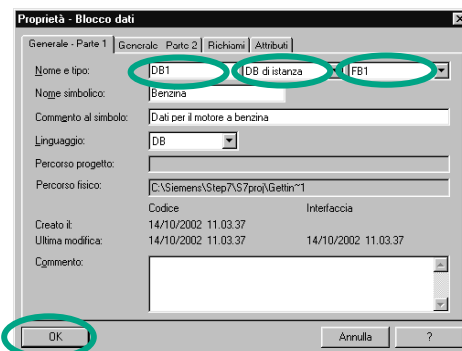 Proprietà - Blocco dati
Generale - Parte 1 Generale Parte 2 Richiami Attributi
Nome e tipo: DB1 DB di istanza FB1
Nome simbolico: Benzina
Commento al simbolo: Dati per il motore a benzina
Linguaggio: DB
Percorso progetto:
Percorso fisico: C:\Siemens\Step7\S7proj\Gettin~1
Codice Interfaccia
Creato il: 14/10/2002 11.03.37
Ultima modifica: 14/10/2002 11.03.37 14/10/2002 11.03.37
Commento:
OK Annulla ?